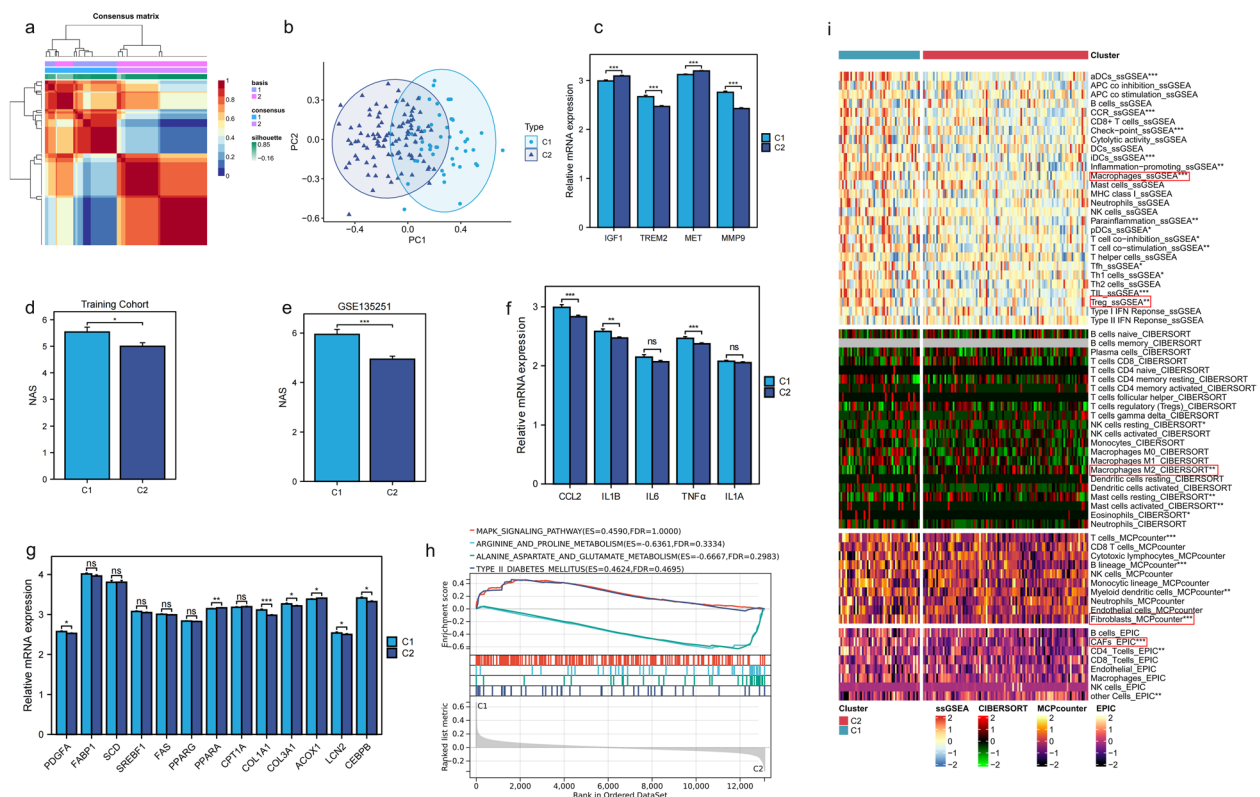 a
Consensus matrix
basis
1
2
consensus
1
2
silhouette
0.85
−0.16
1
0.8
0.6
0.4
0.2
0
b
PC2
0.3
0.0
−0.3
−0.6
−0.4
0.0
0.4
PC1
Type
C1
C2
c
Relative mRNA expression
3
2
1
0
***
***
***
***
IGF1
TREM2
MET
MMP9
C1
C2
d
Training Cohort
NAS
6
5
4
3
2
1
0
*
C1
C2
e
GSE135251
NAS
6
4
2
0
***
C1
C2
f
Relative mRNA expression
3
2
1
0
***
**
ns
***
ns
CCL2
IL1B
IL6
TNFα
IL1A
C1
C2
g
Relative mRNA expression
4
3
2
1
0
*
ns
ns
ns
ns
ns
**
ns
***
*
*
*
*
PDGFA
FABP1
SCD
SREBF1
FAS
PPARG
PPARA
CPT1A
COL1A1
COL3A1
ACOX1
LCN2
CEBPB
C1
C2
h
MAPK_SIGNALING_PATHWAY(ES=0.4590,FDR=1.0000)
ARGININE_AND_PROLINE_METABOLISM(ES=-0.6361,FDR=0.3334)
ALANINE_ASPARTATE_AND_GLUTAMATE_METABOLISM(ES=-0.6667,FDR=0.2983)
TYPE_II_DIABETES_MELLITUS(ES=0.4624,FDR=0.4695)
Enrichment score
0.4
0.2
0.0
0.2
0.4
0.6
C1
Ranked list metric
0.4
0.2
0.0
-0.2
C2
0
2,000
4,000
6,000
8,000
10,000
12,000
Rank in Ordered DataSet
i
Cluster
aDCs_ssGSEA***
APC co inhibition_ssGSEA
APC co stimulation_ssGSEA
B cells_ssGSEA
CCR_ssGSEA***
CD8+ T cells_ssGSEA
Check-point_ssGSEA***
Cytolytic activity_ssGSEA
DCs_ssGSEA
iDCs_ssGSEA***
Inflammation-promoting_ssGSEA**
Macrophages_ssGSEA***
Mast cells_ssGSEA
MHC class I_ssGSEA
Neutrophils_ssGSEA
NK cells_ssGSEA
Parainflammation_ssGSEA**
pDCs_ssGSEA*
T cell co-inhibition_ssGSEA*
T cell co-stimulation_ssGSEA**
T helper cells_ssGSEA
Tfh_ssGSEA*
Th1 cells_ssGSEA*
Th2 cells_ssGSEA
TIL_ssGSEA***
Treg_ssGSEA**
Type I IFN Reponse_ssGSEA
Type II IFN Reponse_ssGSEA
B cells naive_CIBERSORT
B cells memory_CIBERSORT
Plasma cells_CIBERSORT
T cells CD8_CIBERSORT
T cells CD4 naive_CIBERSORT
T cells CD4 memory resting_CIBERSORT
T cells CD4 memory activated_CIBERSORT
T cells follicular helper_CIBERSORT
T cells regulatory (Tregs)_CIBERSORT
T cells gamma delta_CIBERSORT
NK cells resting_CIBERSORT*
NK cells activated_CIBERSORT
Monocytes_CIBERSORT
Macrophages M0_CIBERSORT
Macrophages M1_CIBERSORT
Macrophages M2_CIBERSORT**
Dendritic cells resting_CIBERSORT
Dendritic cells activated_CIBERSORT
Mast cells resting_CIBERSORT**
Mast cells activated_CIBERSORT**
Eosinophils_CIBERSORT*
Neutrophils_CIBERSORT
T cells_MCPcounter***
CD8 T cells_MCPcounter
Cytotoxic lymphocytes_MCPcounter
B lineage_MCPcounter***
NK cells_MCPcounter
Monocytic lineage_MCPcounter
Myeloid dendritic cells_MCPcounter**
Neutrophils_MCPcounter
Endothelial cells_MCPcounter
Fibroblasts_MCPcounter***
B cells_EPIC
CAFs_EPIC***
CD4_Tcells_EPIC**
CD8_Tcells_EPIC
Endothelial_EPIC
Macrophages_EPIC
NK cells_EPIC
other Cells_EPIC**
Cluster
C2
C1
ssGSEA
2
1
0
−1
−2
CIBERSORT
2
1
0
−1
−2
MCPcounter
2
1
0
−1
−2
EPIC
2
1
0
−1
−2